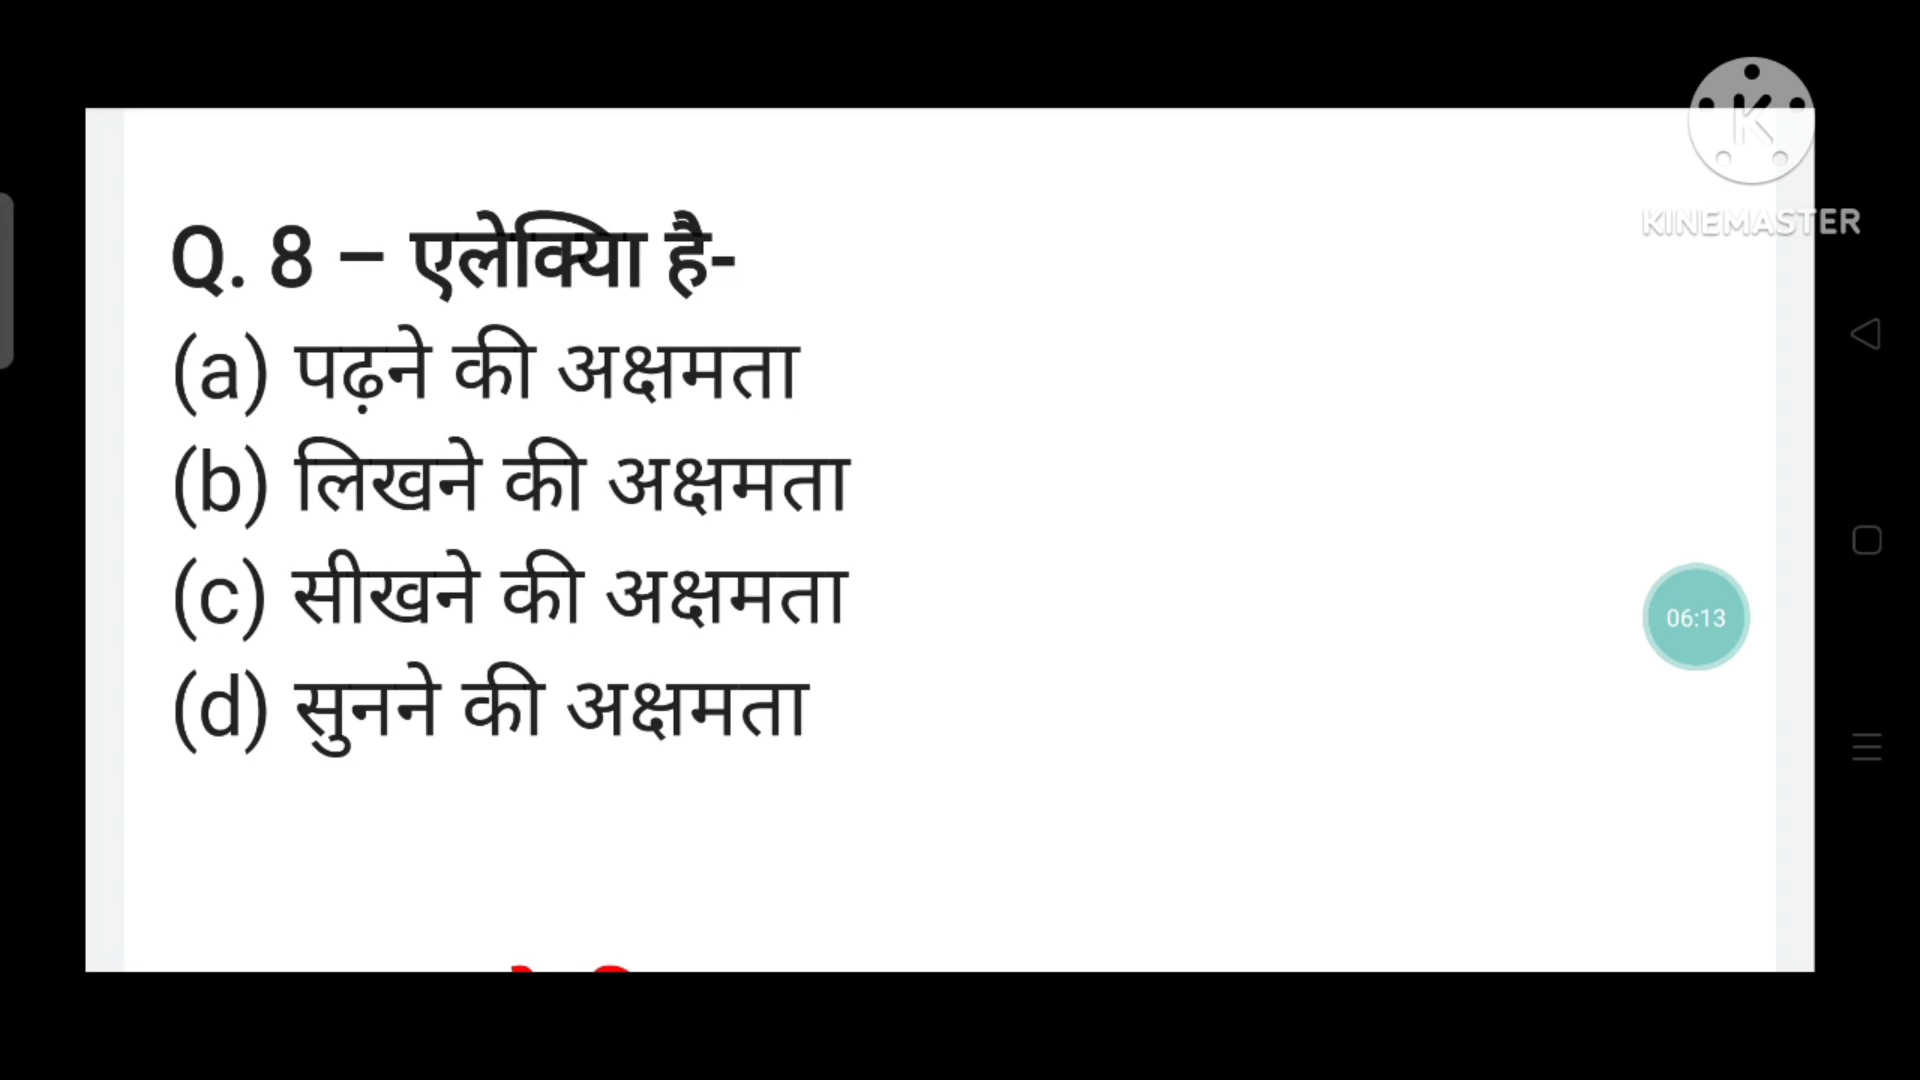 KINEMASTER
Q. 8 – एलेक्यिा है-
(a) पढ़ने की अक्षमता
(b) लिखने की अक्षमता
(c) सीखने की अक्षमता
(d) सुनने की अक्षमता
06:13